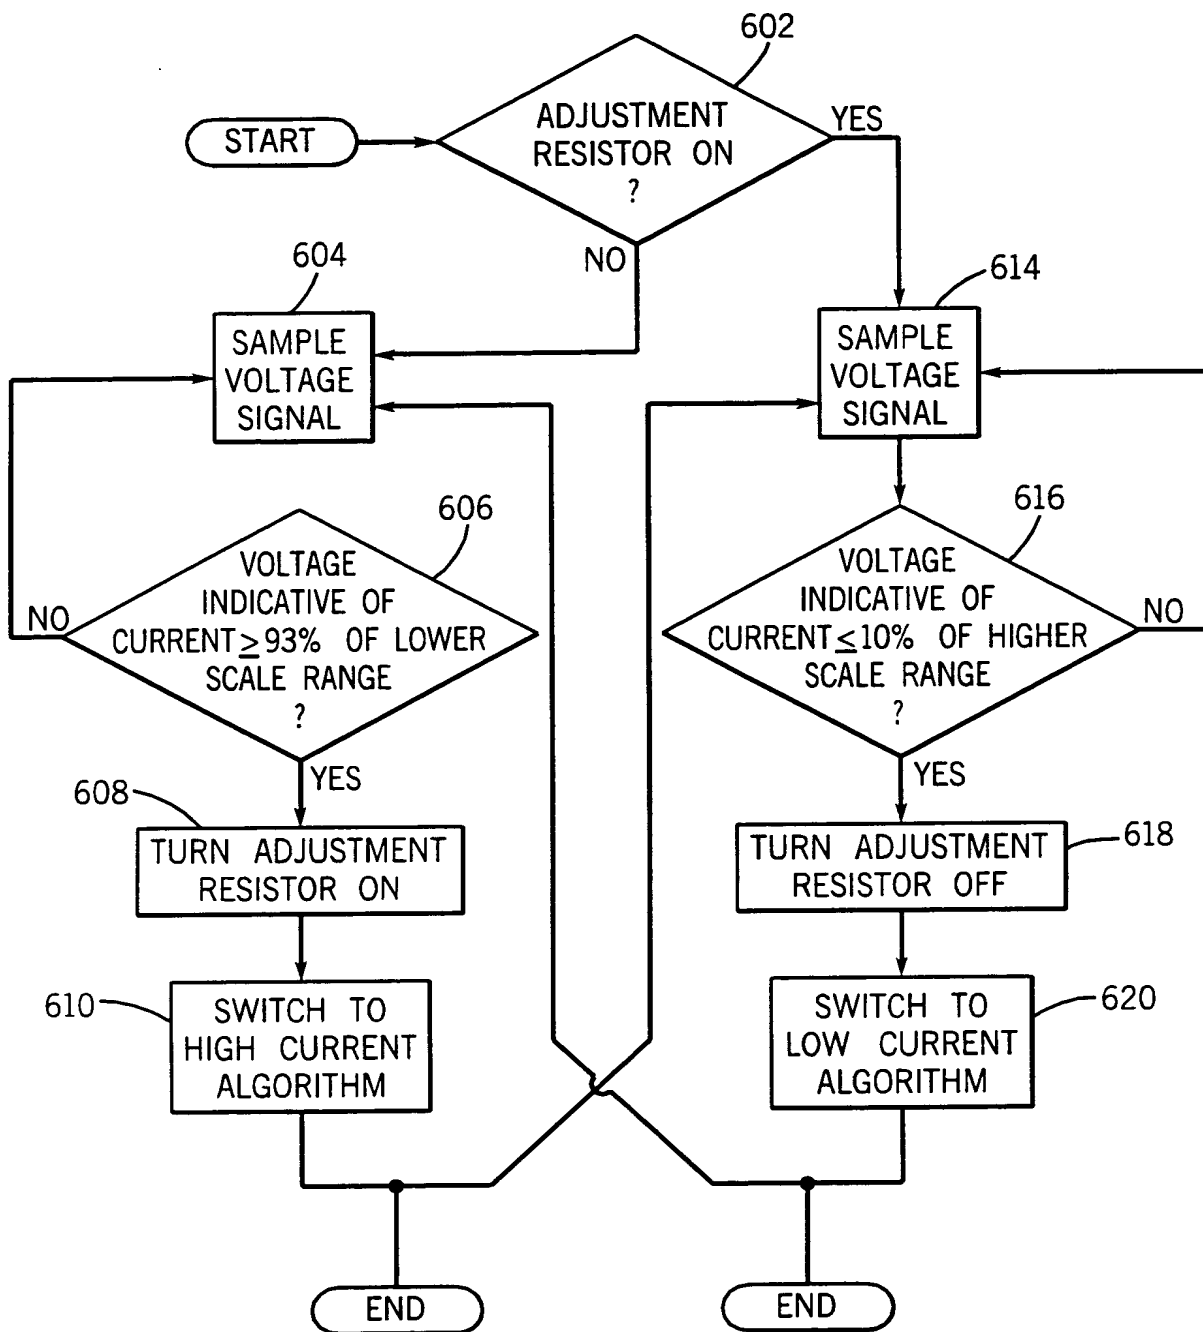 602
START
ADJUSTMENT
RESISTOR ON
?
YES
NO
604
SAMPLE
VOLTAGE
SIGNAL
614
SAMPLE
VOLTAGE
SIGNAL
606
VOLTAGE
INDICATIVE OF
CURRENT ≥ 93% OF LOWER
SCALE RANGE
?
NO
YES
616
VOLTAGE
INDICATIVE OF
CURRENT ≤ 10% OF HIGHER
SCALE RANGE
?
NO
YES
608
TURN ADJUSTMENT
RESISTOR ON
618
TURN ADJUSTMENT
RESISTOR OFF
610
SWITCH TO
HIGH CURRENT
ALGORITHM
620
SWITCH TO
LOW CURRENT
ALGORITHM
END
END